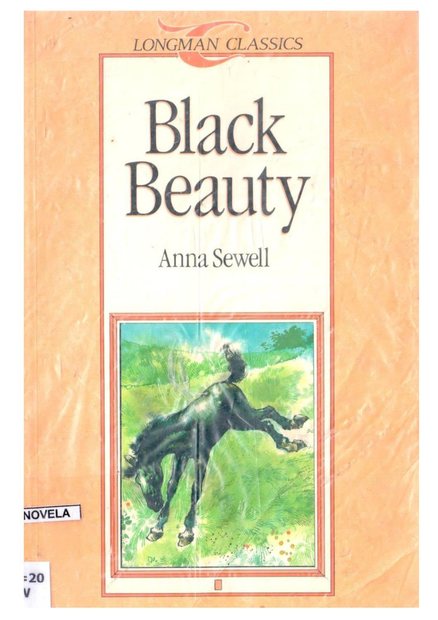 LONGMAN CLASSICS
Black
Beauty
Anna Sewell
NOVELA
=20